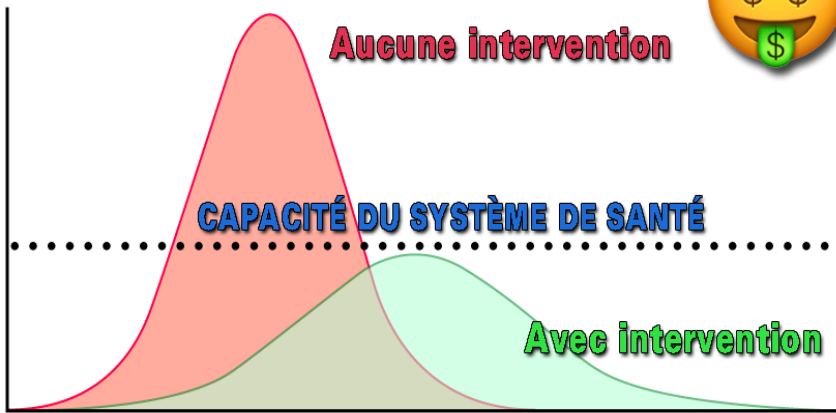 Aucune intervention
CAPACITÉ DU SYSTÈME DE SANTÉ
Avec intervention